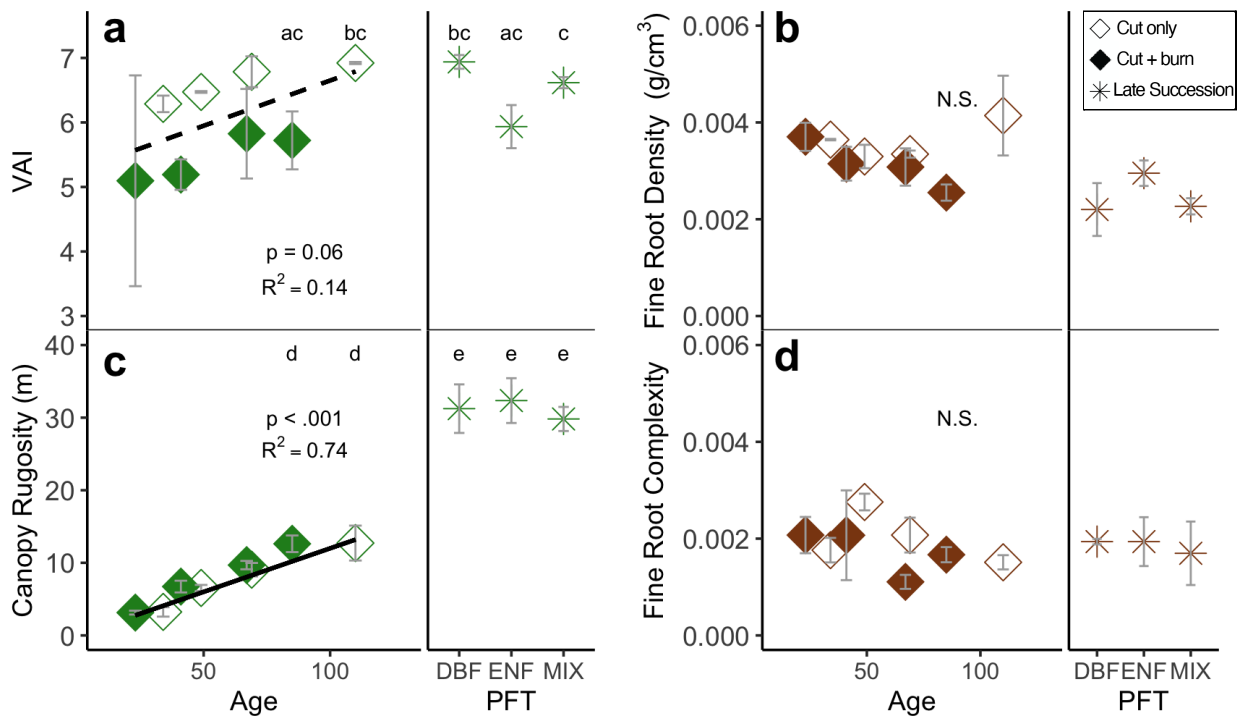 a
ac
bc
bc
ac
c
7
6
5
4
3
VAI
p = 0.06
R² = 0.14
b
N.S.
Fine Root Density (g/cm³)
0.006
0.004
0.002
0.000
Cut only
Cut + burn
Late Succession
c
d
d
e
e
e
40
30
20
10
0
Canopy Rugosity (m)
p < .001
R² = 0.74
50
100
Age
DBF
ENF
MIX
PFT
d
N.S.
Fine Root Complexity
0.006
0.004
0.002
0.000
50
100
Age
DBF
ENF
MIX
PFT